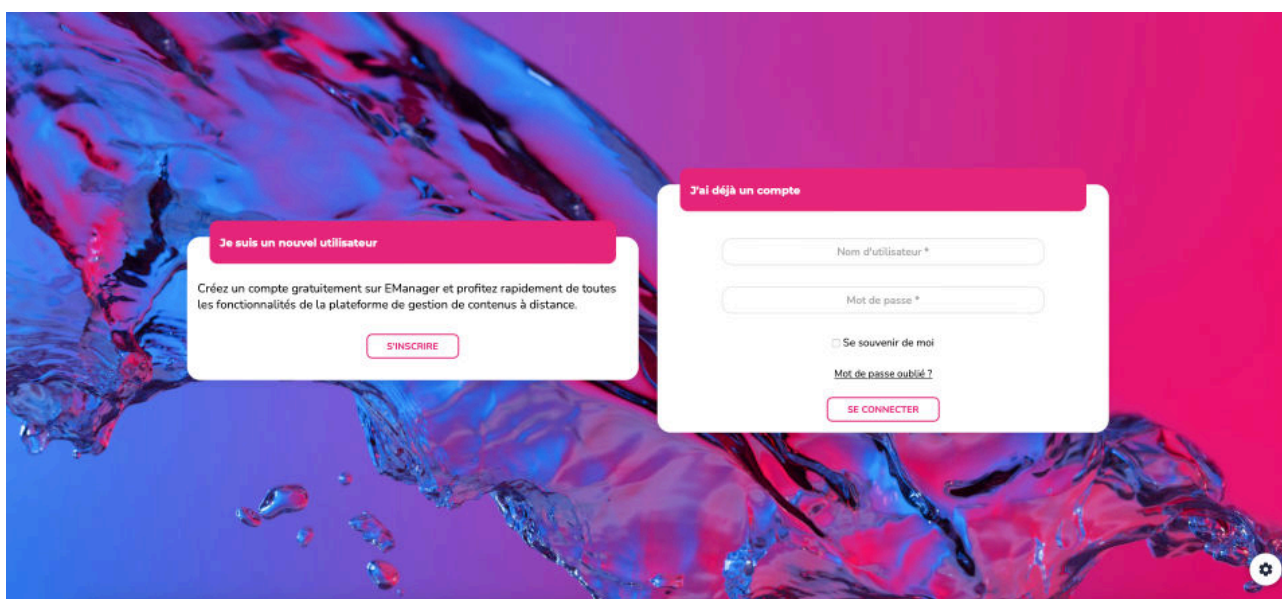 Je suis un nouvel utilisateur
Créez un compte gratuitement sur EManager et profitez rapidement de toutes
les fonctionnalités de la plateforme de gestion de contenus à distance.
S'INSCRIRE
J'ai déjà un compte
Nom d'utilisateur *
Mot de passe *
Se souvenir de moi
Mot de passe oublié ?
SE CONNECTER